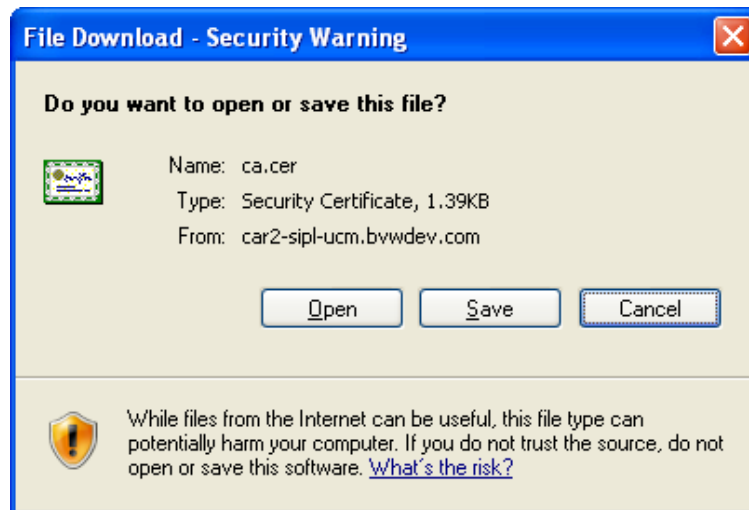 File Download - Security Warning
Do you want to open or save this file?
Name: ca.cer
Type: Security Certificate, 1.39KB
From: car2-sipl-ucm.bvwdev.com
Open Save Cancel
While files from the Internet can be useful, this file type can
potentially harm your computer. If you do not trust the source, do not
open or save this software. What's the risk?